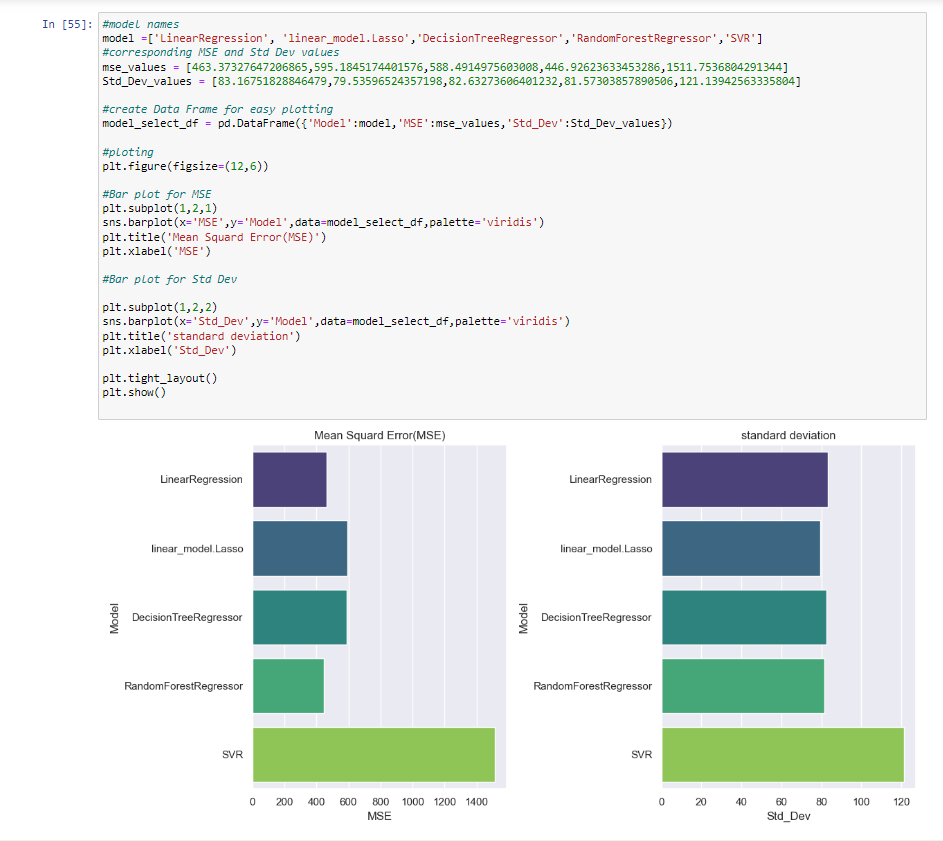 In [55]:
#model names
model =['LinearRegression', 'linear_model.Lasso','DecisionTreeRegressor','RandomForestRegressor','SVR']
#corresponding MSE and Std Dev values
mse_values = [463.37327647206865,595.1845174401576,588.4914975603008,446.92623633453286,1511.7536804291344]
Std_Dev_values = [83.16751828846479,79.53596524357198,82.63273606401232,81.57303857890506,121.13942563335804]
#create Data Frame for easy plotting
model_select_df = pd.DataFrame({'Model':model,'MSE':mse_values,'Std_Dev':Std_Dev_values})
#ploting
plt.figure(figsize=(12,6))
#Bar plot for MSE
plt.subplot(1,2,1)
sns.barplot(x='MSE',y='Model',data=model_select_df,palette='viridis')
plt.title('Mean Squard Error(MSE)')
plt.xlabel('MSE')
#Bar plot for Std Dev
plt.subplot(1,2,2)
sns.barplot(x='Std_Dev',y='Model',data=model_select_df,palette='viridis')
plt.title('standard deviation')
plt.xlabel('Std_Dev')
plt.tight_layout()
plt.show()
Mean Squard Error(MSE)
LinearRegression
linear_model.Lasso
DecisionTreeRegressor
RandomForestRegressor
SVR
Model
0 200 400 600 800 1000 1200 1400
MSE
standard deviation
LinearRegression
linear_model.Lasso
DecisionTreeRegressor
RandomForestRegressor
SVR
Model
0 20 40 60 80 100 120
Std_Dev